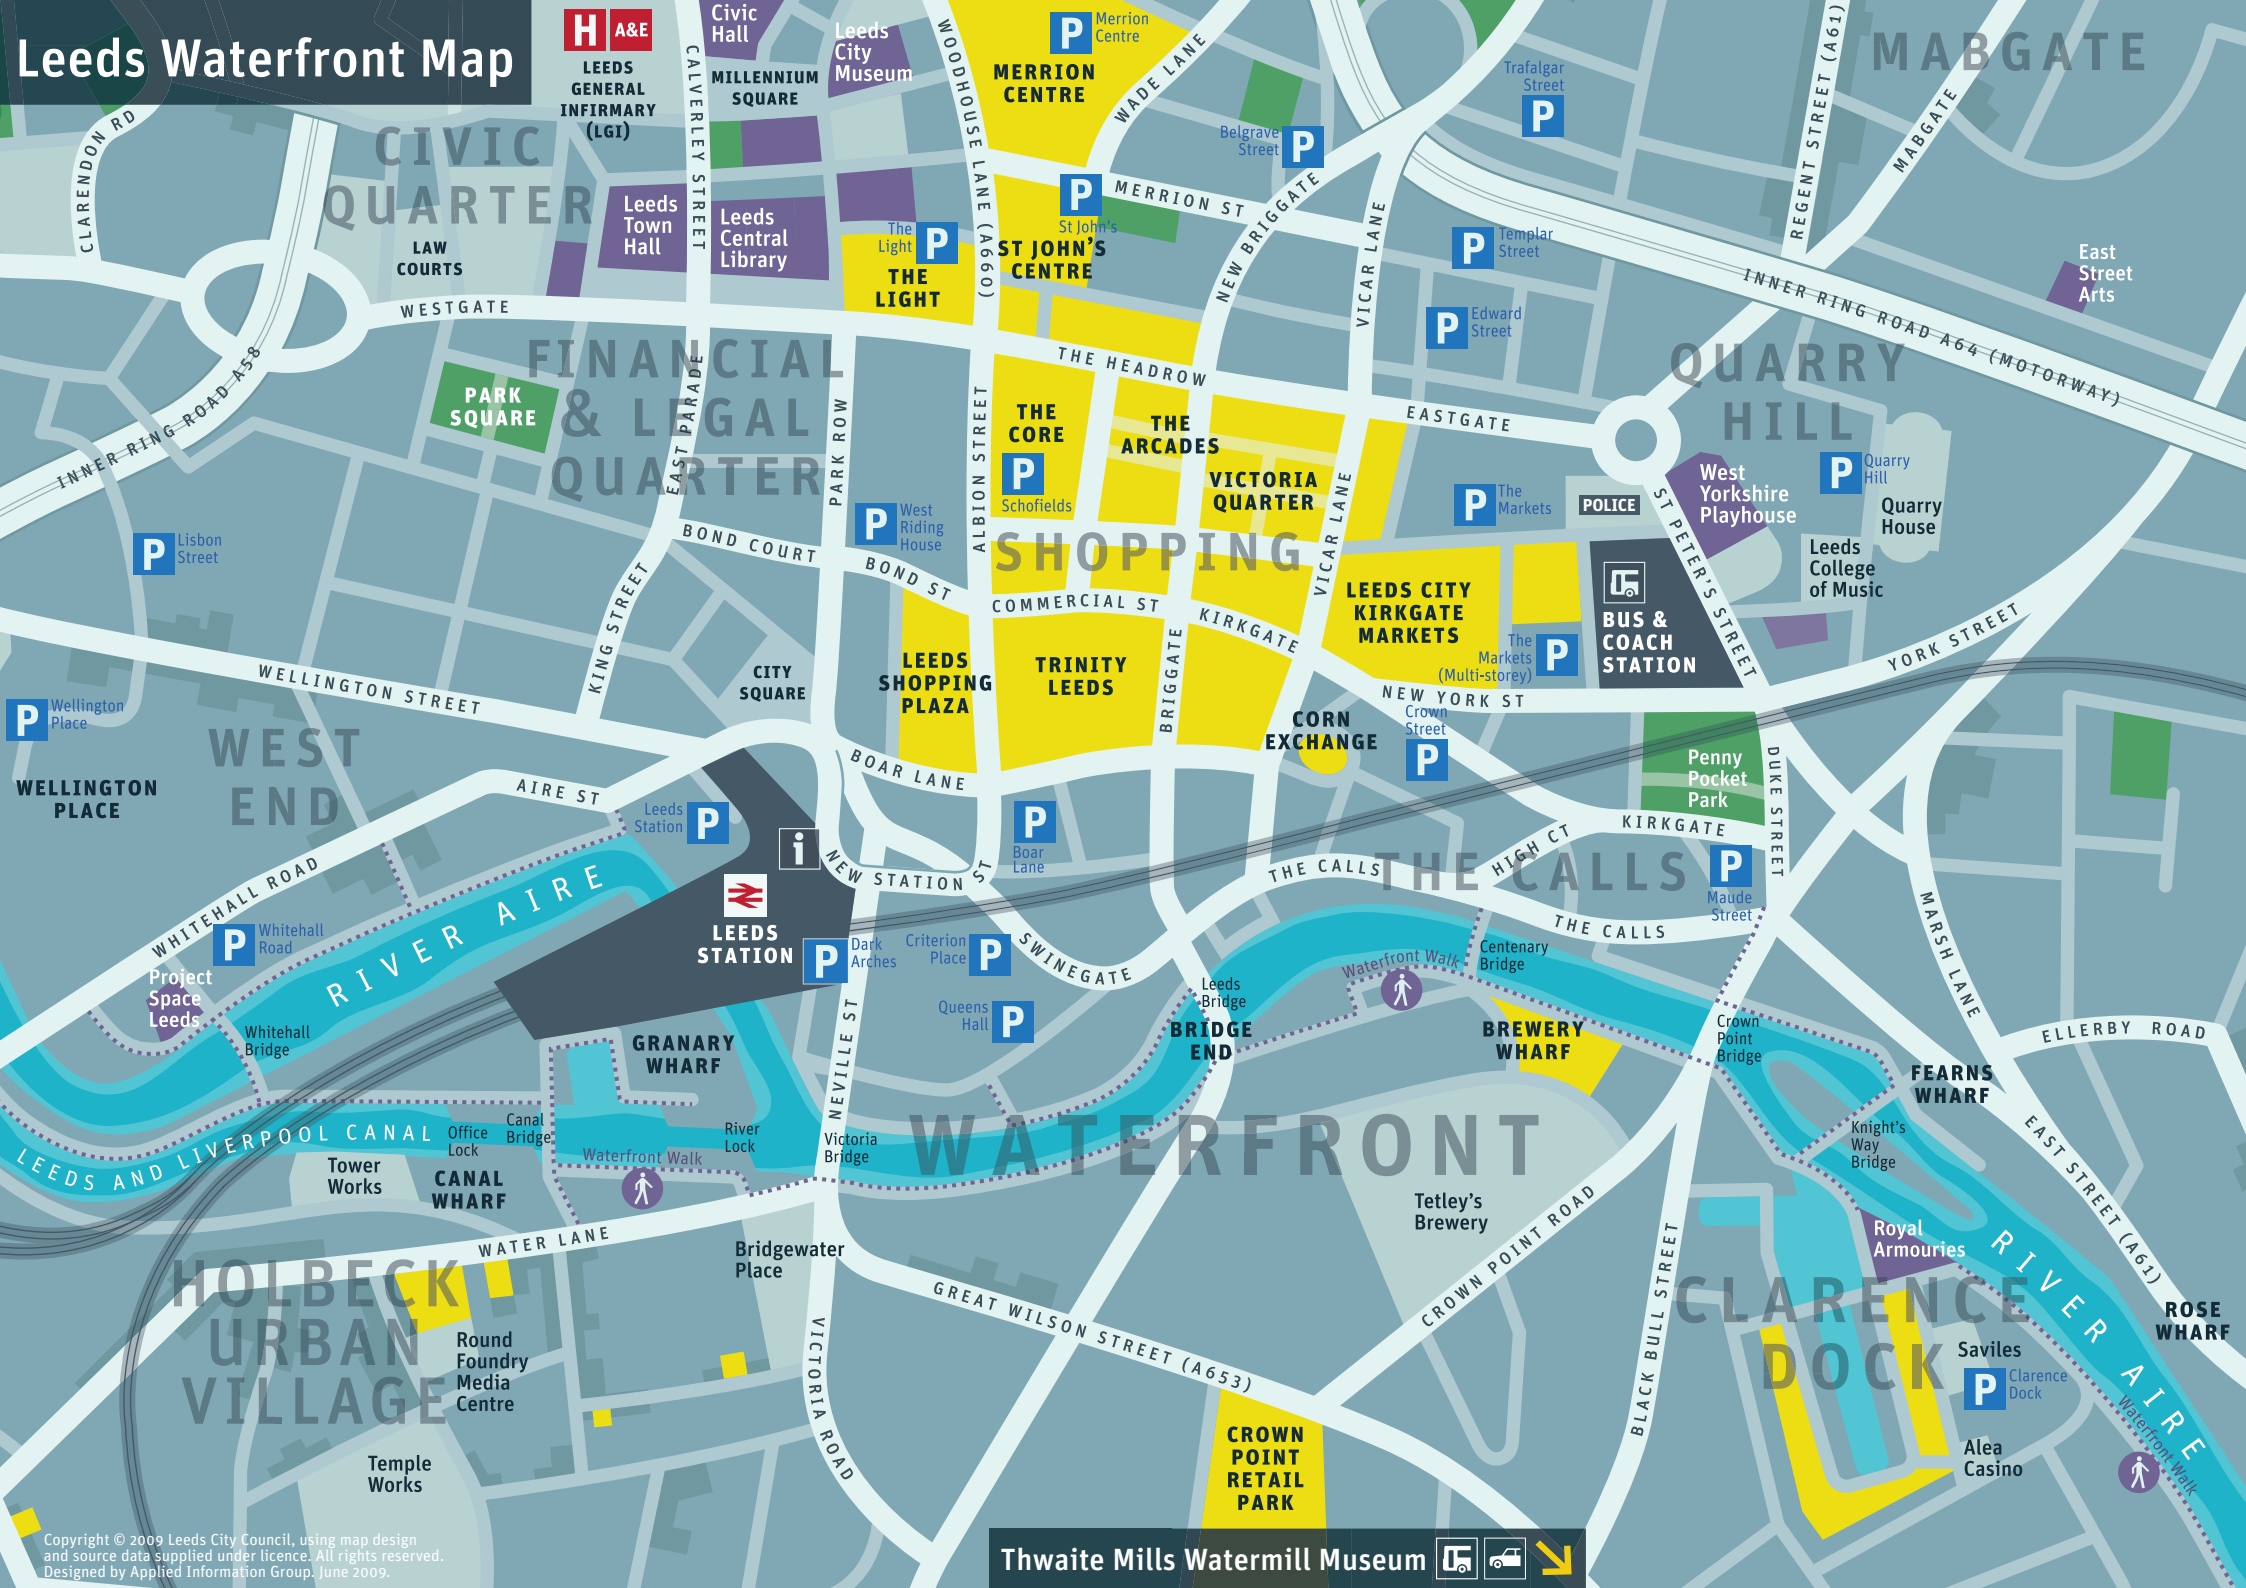 Leeds Waterfront Map
H A&E
LEEDS
GENERAL
INFIRMARY
(LGI)
Civic
Hall
MILLENNIUM
SQUARE
Leeds
City
Museum
P Merrion
Centre
MERRION
CENTRE
WADE LANE
WOODHOUSE LANE (A660)
CALVERLEY STREET
CLARENDON RD
CIVIC
QUARTER
LAW
COURTS
Leeds
Town
Hall
Leeds
Central
Library
The
Light
P
THE
LIGHT
P
St John's
ST JOHN'S
CENTRE
MERRION ST
Belgrave
Street
P
NEW BRIGGATE
VICAR LANE
Trafalgar
Street
P
P Templar
Street
P Edward
Street
REGENT STREET (A61)
MABGATE
MABGATE
INNER RING ROAD A64 (MOTORWAY)
East
Street
Arts
WESTGATE
INNER RING ROAD A58
FINANCIAL
& LEGAL
QUARTER
PARK
SQUARE
EAST PARADE
PARK ROW
ALBION STREET
THE HEADROW
THE
CORE
P
Schofields
THE
ARCADES
VICTORIA
QUARTER
VICAR LANE
EASTGATE
QUARRY
HILL
P The
Markets
POLICE
West
Yorkshire
Playhouse
P Quarry
Hill
Quarry
House
Leeds
College
of Music
ST PETER'S STREET
P Lisbon
Street
BOND COURT
P West
Riding
House
BOND ST
SHOPPING
COMMERCIAL ST
KIRKGATE
LEEDS CITY
KIRKGATE
MARKETS
The
Markets
(Multi-storey)
P
BUS &
COACH
STATION
YORK STREET
KING STREET
WELLINGTON STREET
CITY
SQUARE
LEEDS
SHOPPING
PLAZA
TRINITY
LEEDS
BRIGGATE
NEW YORK ST
CORN
EXCHANGE
Crown
Street
P
Penny
Pocket
Park
DUKE STREET
P Wellington
Place
WEST
END
WELLINGTON
PLACE
AIRE ST
BOAR LANE
Leeds
Station
P
i
NEW STATION ST
P
Boar
Lane
KIRKGATE
HIGH CT
THE CALLS
THE CALLS
THE CALLS
P
Maude
Street
MARSH LANE
WHITEHALL ROAD
RIVER AIRE
P Whitehall
Road
Project
Space
Leeds
Whitehall
Bridge
LEEDS
STATION
P Dark
Arches
Criterion
Place
P
SWINEGATE
Queens
Hall
P
Leeds
Bridge
BRIDGE
END
Waterfront Walk
Centenary
Bridge
BREWERY
WHARF
Crown
Point
Bridge
ELLERBY ROAD
FEARNS
WHARF
GRANARY
WHARF
NEVILLE ST
LEEDS AND LIVERPOOL CANAL
Office
Lock
Canal
Bridge
River
Lock
Victoria
Bridge
Waterfront Walk
WATERFRONT
Tower
Works
CANAL
WHARF
Knight's
Way
Bridge
EAST STREET (A61)
Tetley's
Brewery
Royal
Armouries
RIVER AIRE
WATER LANE
Bridgewater
Place
HOLBECK
URBAN
VILLAGE
Round
Foundry
Media
Centre
GREAT WILSON STREET (A653)
CROWN POINT ROAD
BLACK BULL STREET
CLARENCE
DOCK
Saviles
P Clarence
Dock
ROSE
WHARF
Waterfront Walk
VICTORIA ROAD
Temple
Works
CROWN
POINT
RETAIL
PARK
Alea
Casino
Copyright © 2009 Leeds City Council, using map design
and source data supplied under licence. All rights reserved.
Designed by Applied Information Group. June 2009.
Thwaite Mills Watermill Museum